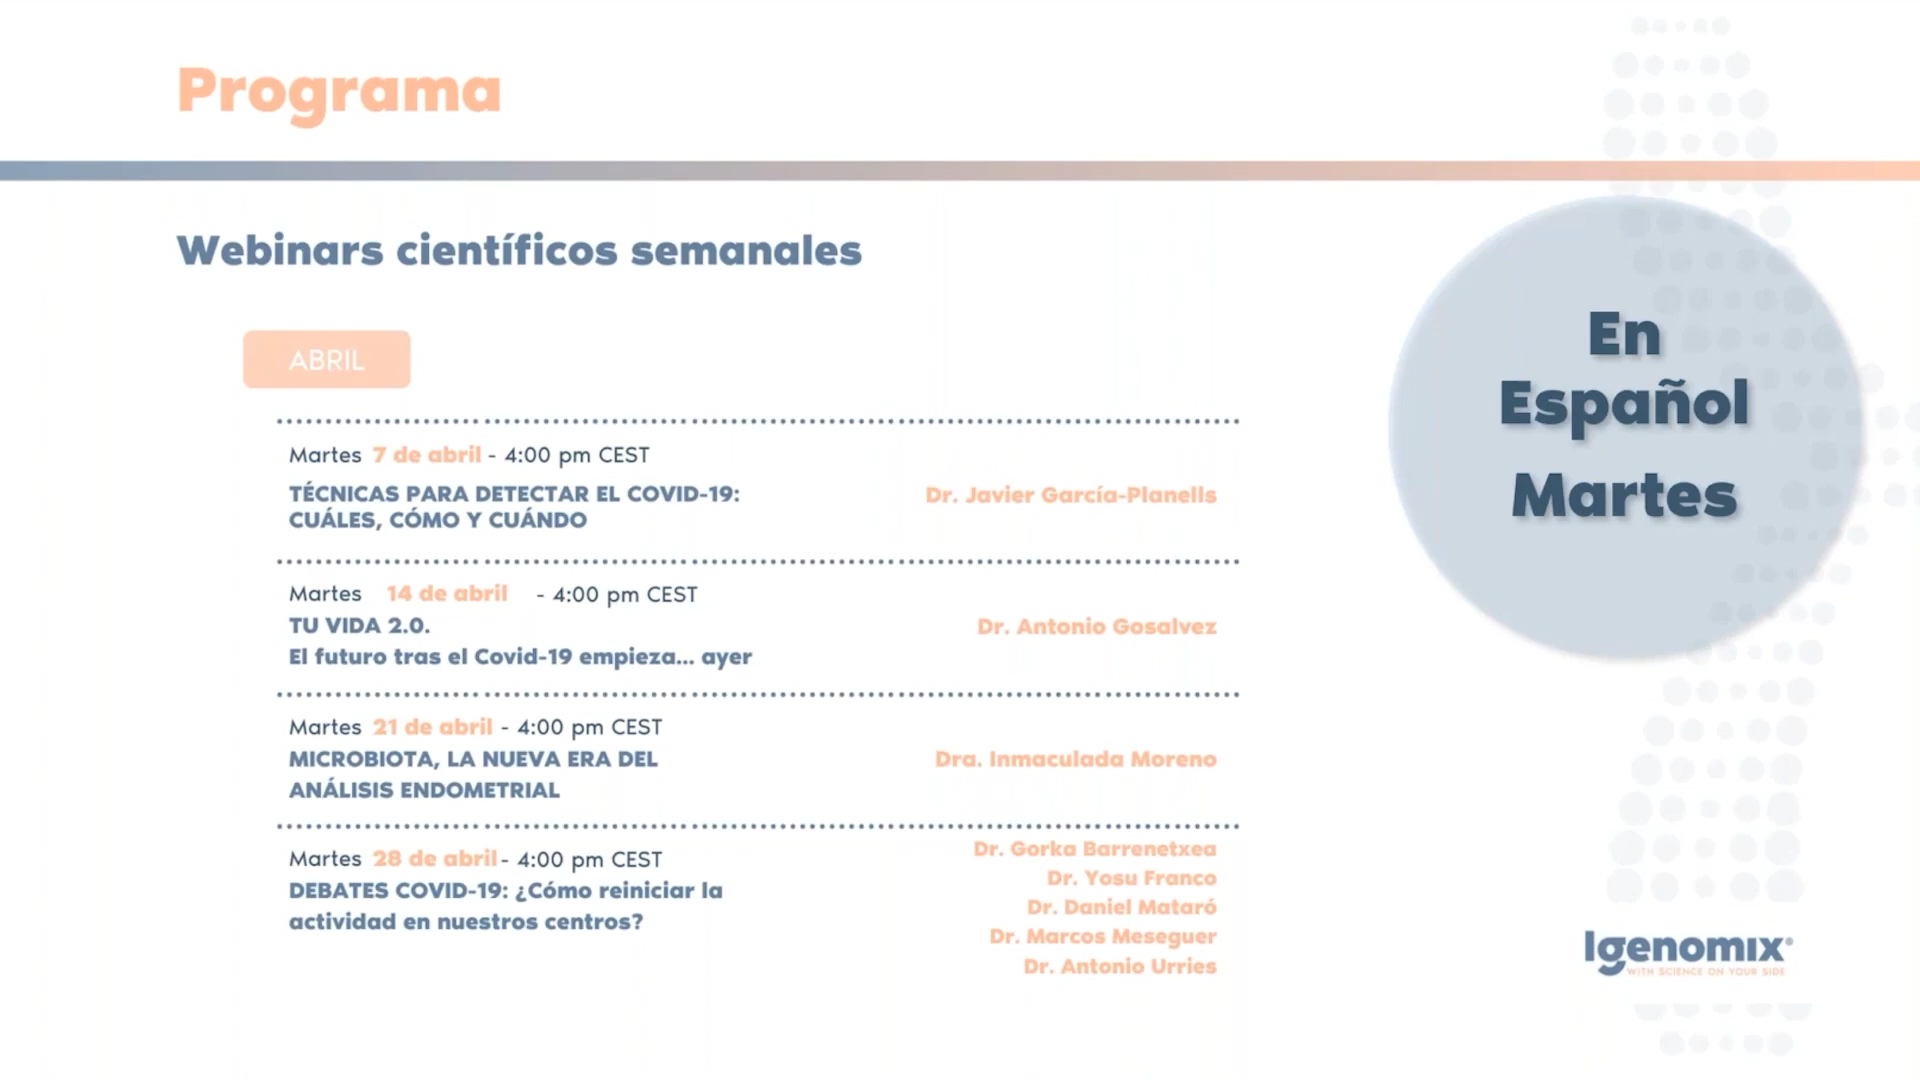 Programa
Webinars científicos semanales
ABRIL
Martes 7 de abril - 4:00 pm CEST
TÉCNICAS PARA DETECTAR EL COVID-19:
CUÁLES, CÓMO Y CUÁNDO
Dr. Javier García-Planells
Martes 14 de abril - 4:00 pm CEST
TU VIDA 2.0.
El futuro tras el Covid-19 empieza... ayer
Dr. Antonio Gosalvez
Martes 21 de abril - 4:00 pm CEST
MICROBIOTA, LA NUEVA ERA DEL
ANÁLISIS ENDOMETRIAL
Dra. Inmaculada Moreno
Martes 28 de abril - 4:00 pm CEST
DEBATES COVID-19: ¿Cómo reiniciar la
actividad en nuestros centros?
Dr. Gorka Barrenetxea
Dr. Yosu Franco
Dr. Daniel Mataró
Dr. Marcos Meseguer
Dr. Antonio Urries
En
Español
Martes
Igenomix®
WITH SCIENCE ON YOUR SIDE